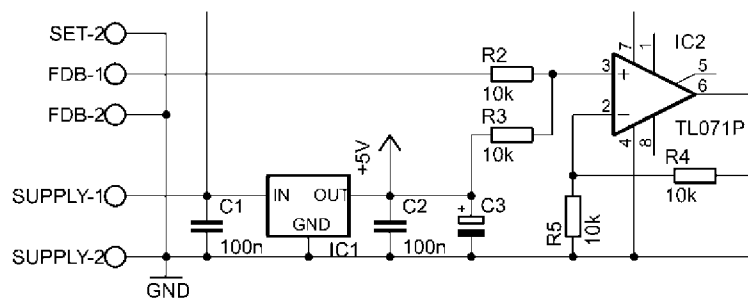 SET-2
FDB-1
FDB-2
SUPPLY-1
SUPPLY-2
GND
C1
100n
IN OUT
GND
IC1
+5V
C2
100n
+
C3
R2
10k
R3
10k
7
1
IC2
3
+
5
6
2
−
TL071P
4
8
R4
10k
R5
10k